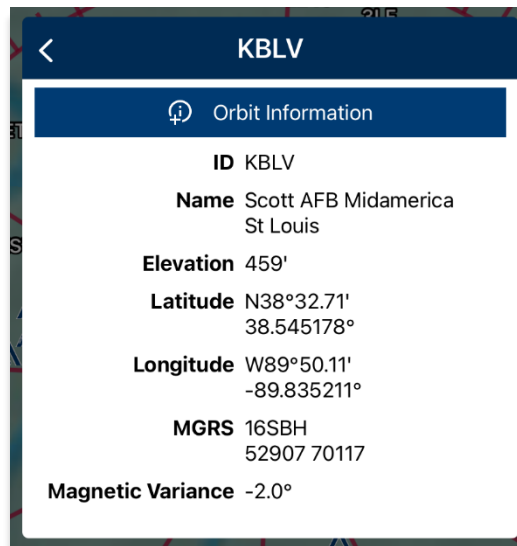 KBLV
Orbit Information
ID KBLV
Name Scott AFB Midamerica
St Louis
Elevation 459'
Latitude N38°32.71'
38.545178°
Longitude W89°50.11'
-89.835211°
MGRS 16SBH
52907 70117
Magnetic Variance -2.0°